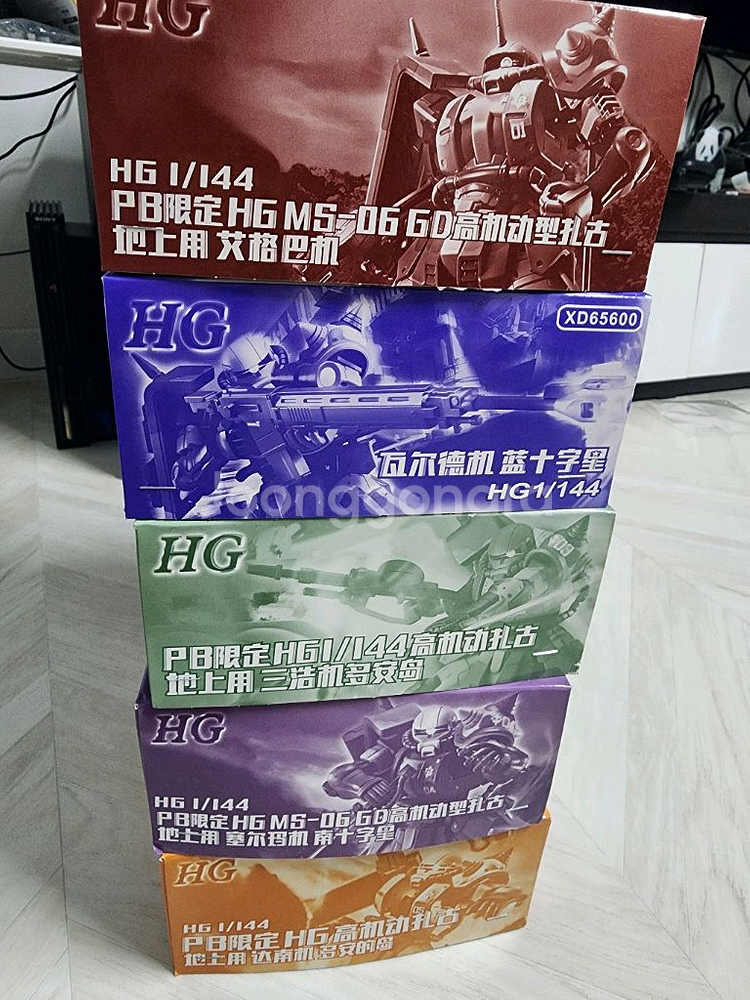 HG
HG 1/144
PB限定 HG MS-06 GD高机动型扎古
地上用 艾格巴机
HG
XD65600
瓦尔德机 蓝十字星
HG1/144
joonggonara
HG
PB限定HG1/144高机动扎古
地上用 三浩机多安岛
HG
HG 1/144
PB限定 HG MS-06 GD高机动型扎古
地上用 塞尔玛机 南十字星
HG
HG 1/144
PB限定 HG 高机动扎古
地上用 达南机多安的岛
SONY